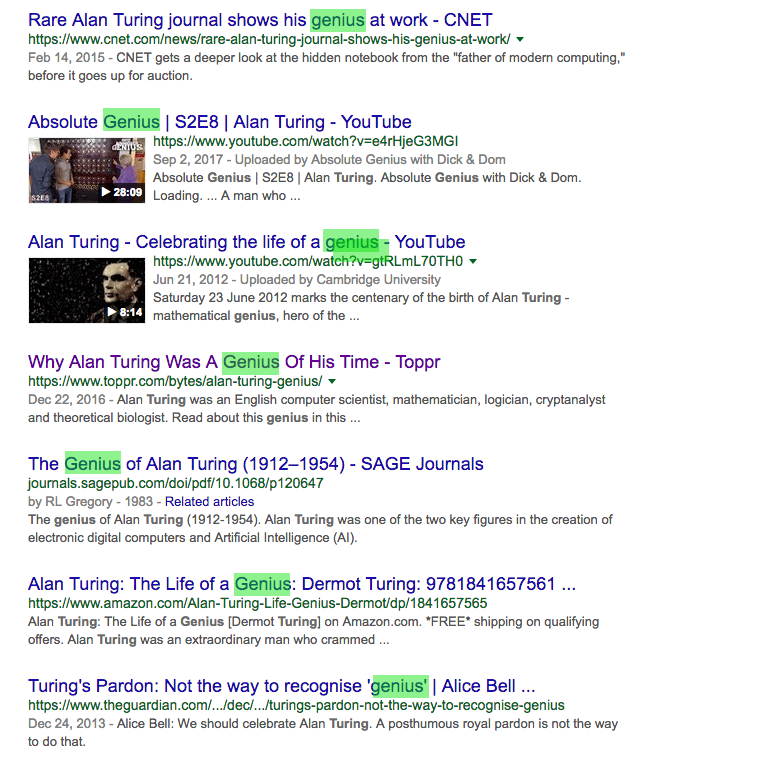 Rare Alan Turing journal shows his genius at work - CNET
https://www.cnet.com/news/rare-alan-turing-journal-shows-his-genius-at-work/
Feb 14, 2015 - CNET gets a deeper look at the hidden notebook from the "father of modern computing,"
before it goes up for auction.
Absolute Genius | S2E8 | Alan Turing - YouTube
https://www.youtube.com/watch?v=e4rHjeG3MGI
Sep 2, 2017 - Uploaded by Absolute Genius with Dick & Dom
Absolute Genius | S2E8 | Alan Turing. Absolute Genius with Dick & Dom.
Loading. ... A man who ...
GENIUS
S2E8
28:09
Alan Turing - Celebrating the life of a genius - YouTube
https://www.youtube.com/watch?v=gtRLmL70TH0
Jun 21, 2012 - Uploaded by Cambridge University
Saturday 23 June 2012 marks the centenary of the birth of Alan Turing -
mathematical genius, hero of the ...
8:14
Why Alan Turing Was A Genius Of His Time - Toppr
https://www.toppr.com/bytes/alan-turing-genius/
Dec 22, 2016 - Alan Turing was an English computer scientist, mathematician, logician, cryptanalyst
and theoretical biologist. Read about this genius in this ...
The Genius of Alan Turing (1912–1954) - SAGE Journals
journals.sagepub.com/doi/pdf/10.1068/p120647
by RL Gregory - 1983 - Related articles
The genius of Alan Turing (1912-1954). Alan Turing was one of the two key figures in the creation of
electronic digital computers and Artificial Intelligence (AI).
Alan Turing: The Life of a Genius: Dermot Turing: 9781841657561 ...
https://www.amazon.com/Alan-Turing-Life-Genius-Dermot/dp/1841657565
Alan Turing: The Life of a Genius [Dermot Turing] on Amazon.com. *FREE* shipping on qualifying
offers. Alan Turing was an extraordinary man who crammed ...
Turing's Pardon: Not the way to recognise 'genius' | Alice Bell ...
https://www.theguardian.com/.../dec/.../turings-pardon-not-the-way-to-recognise-genius
Dec 24, 2013 - Alice Bell: We should celebrate Alan Turing. A posthumous royal pardon is not the way
to do that.